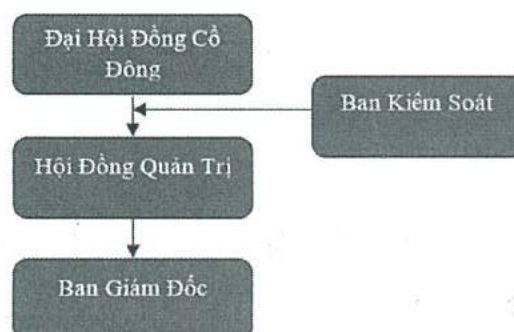 Đại Hội Đồng Cổ
Đông
Ban Kiểm Soát
Hội Đồng Quản Trị
Ban Giám Đốc